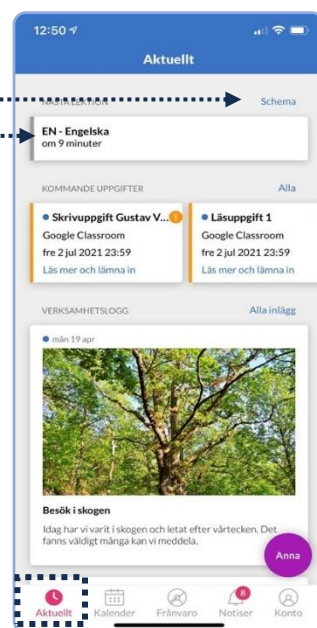 12:50
Aktuellt
NÄSTA LEKTION Schema
EN - Engelska
om 9 minuter
KOMMANDE UPPGIFTER Alla
Skrivuppgift Gustav V... !
Google Classroom
fre 2 jul 2021 23:59
Läs mer och lämna in
Läsuppgift 1
Google Classroom
fre 2 jul 2021 23:59
Läs mer och lämna in
VERKSAMHETSLOGG Alla inlägg
mån 19 apr
Besök i skogen
Idag har vi varit i skogen och letat efter vårtecken. Det
fanns väldigt många kan vi meddela.
Anna
8
Aktuellt Kalender Frånvaro Notiser Konto